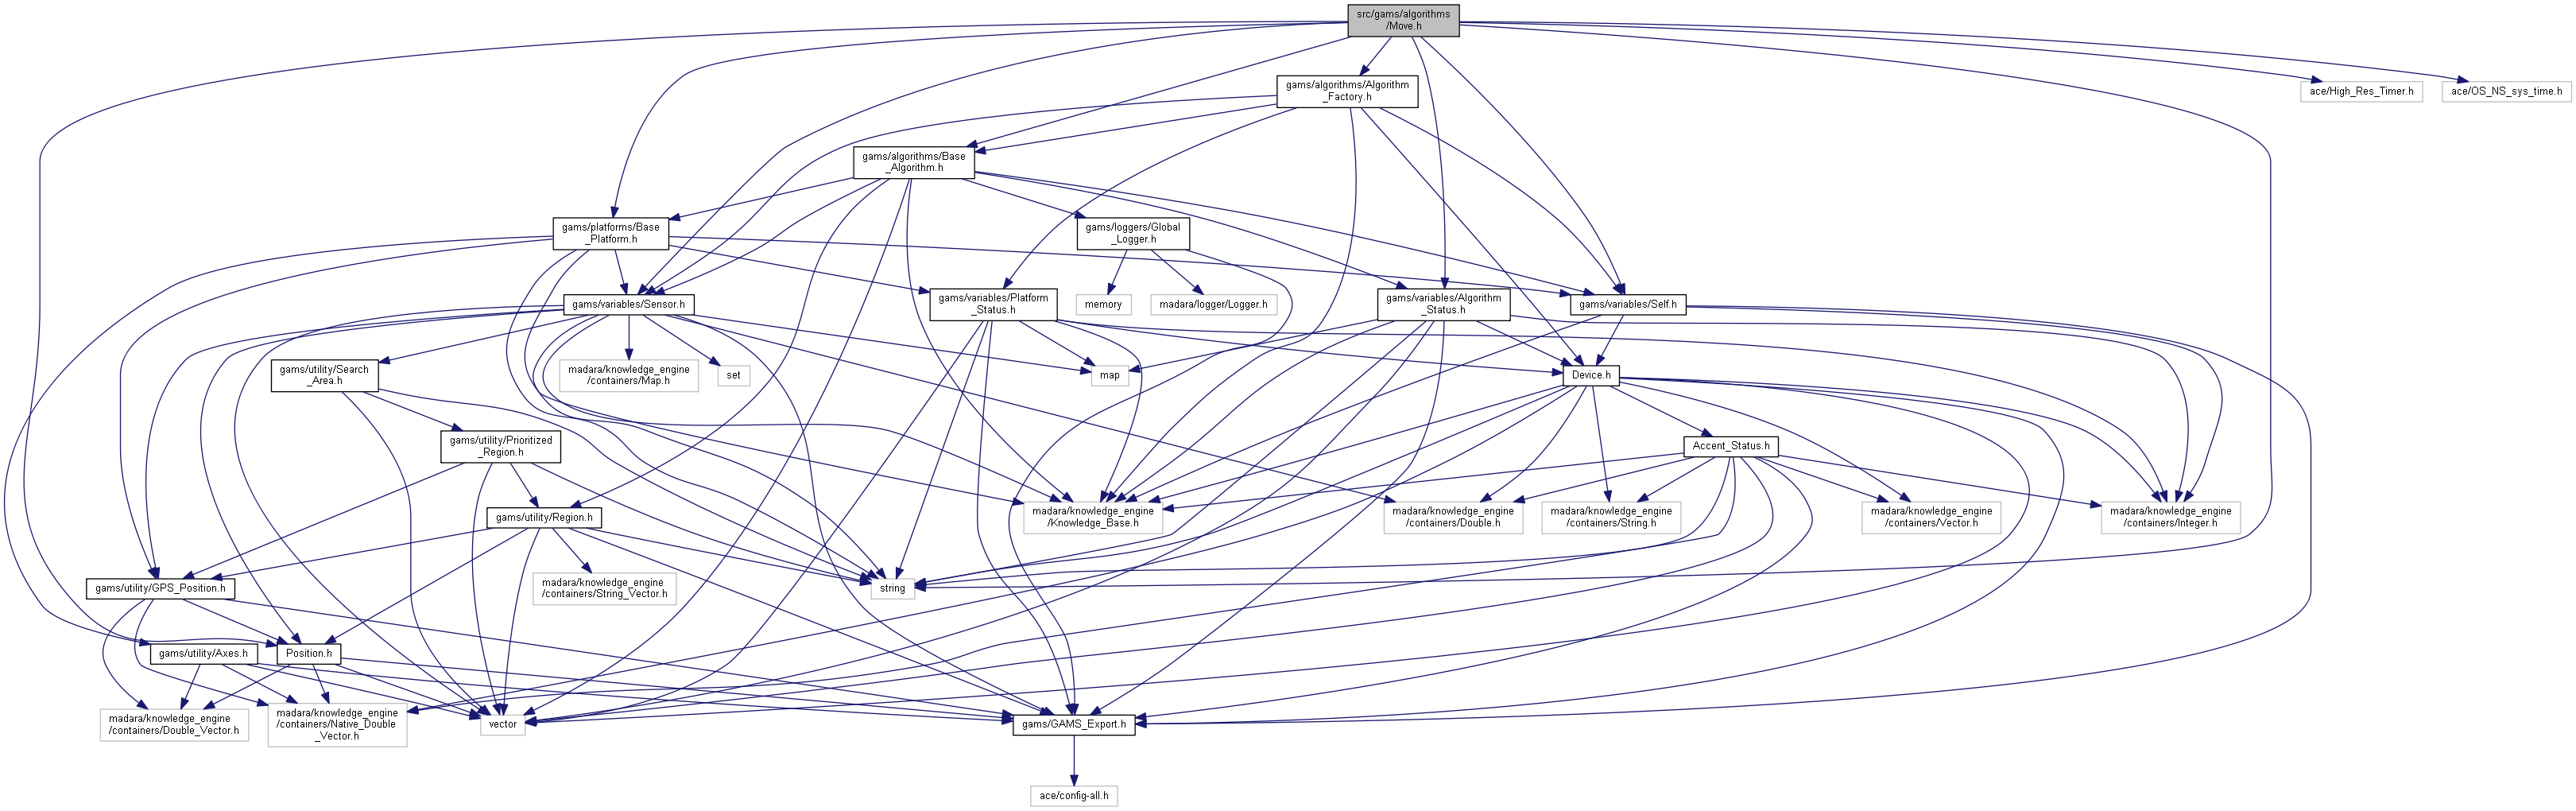 src/gams/algorithms
/Move.h
gams/algorithms/Algorithm
_Factory.h
ace/High_Res_Timer.h
ace/OS_NS_sys_time.h
gams/algorithms/Base
_Algorithm.h
gams/platforms/Base
_Platform.h
gams/loggers/Global
_Logger.h
gams/variables/Sensor.h
gams/variables/Platform
_Status.h
memory
madara/logger/Logger.h
gams/variables/Algorithm
_Status.h
gams/variables/Self.h
gams/utility/Search
_Area.h
madara/knowledge_engine
/containers/Map.h
set
map
Device.h
gams/utility/Prioritized
_Region.h
Accent_Status.h
gams/utility/Region.h
madara/knowledge_engine
/Knowledge_Base.h
madara/knowledge_engine
/containers/Double.h
madara/knowledge_engine
/containers/String.h
madara/knowledge_engine
/containers/Vector.h
madara/knowledge_engine
/containers/Integer.h
gams/utility/GPS_Position.h
madara/knowledge_engine
/containers/String_Vector.h
string
gams/utility/Axes.h
Position.h
madara/knowledge_engine
/containers/Double_Vector.h
madara/knowledge_engine
/containers/Native_Double
_Vector.h
vector
gams/GAMS_Export.h
ace/config-all.h